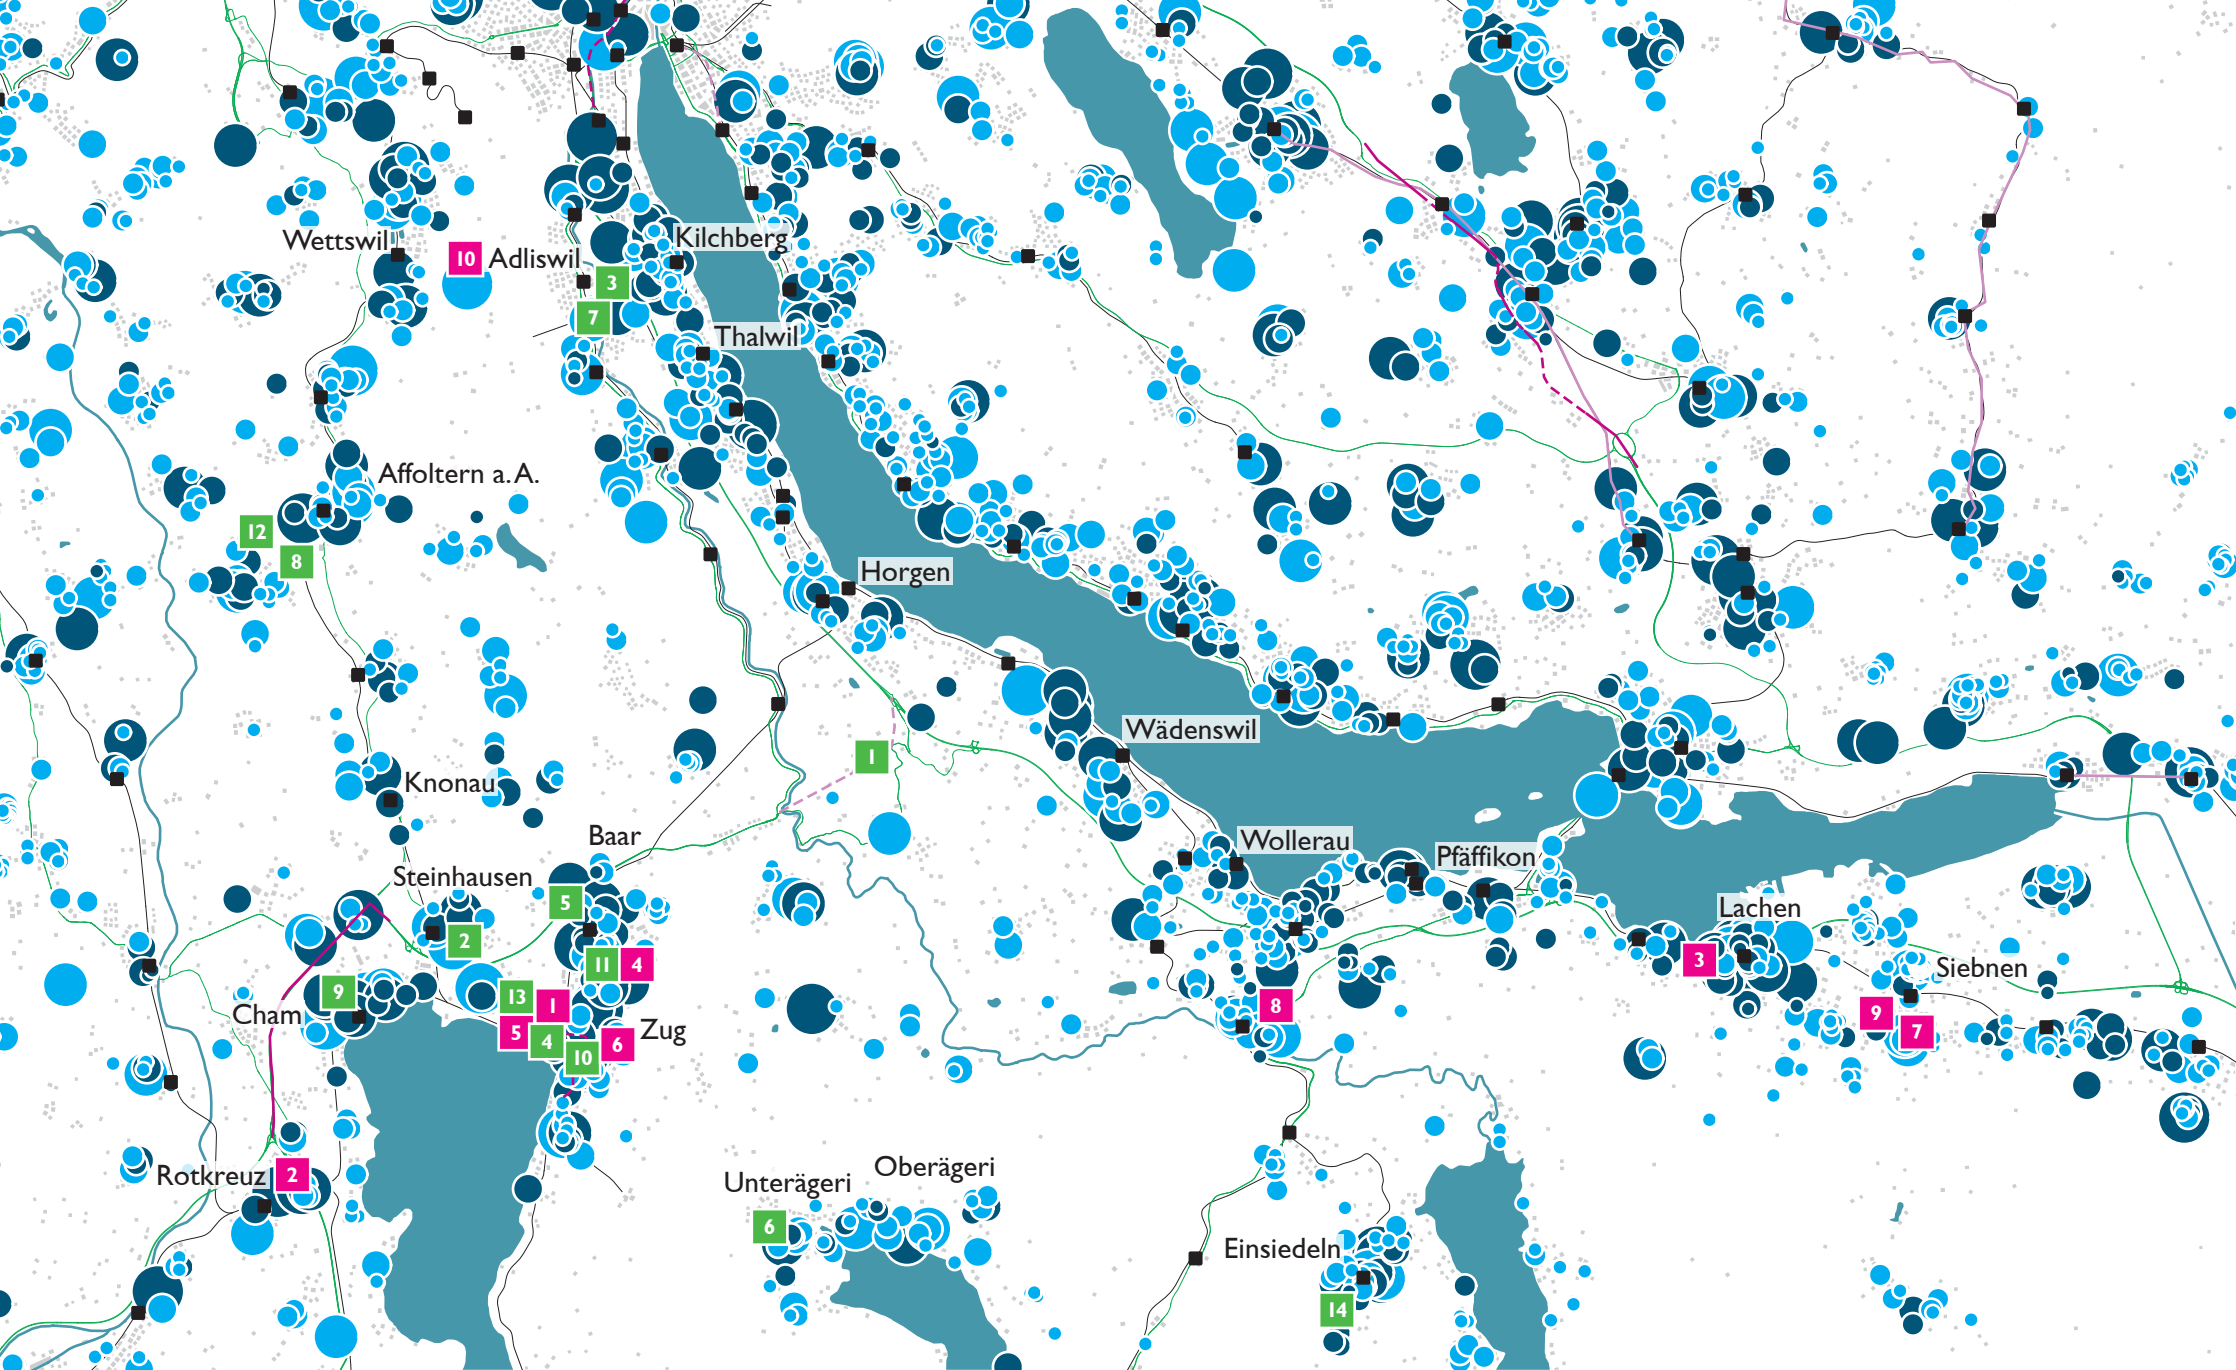 Kilchberg
Wettswil
10 Adliswil
3
7
Thalwil
Affoltern a. A.
12
8
Horgen
Wädenswil
1
Knonau
Baar
Wollerau
Pfäffikon
Steinhausen
5
Lachen
2
11 4
3
Siebnen
9
13 1
Cham
8
9
5 4
6 Zug
7
10
Rotkreuz 2
Oberägeri
Unterägeri
6
Einsiedeln
14